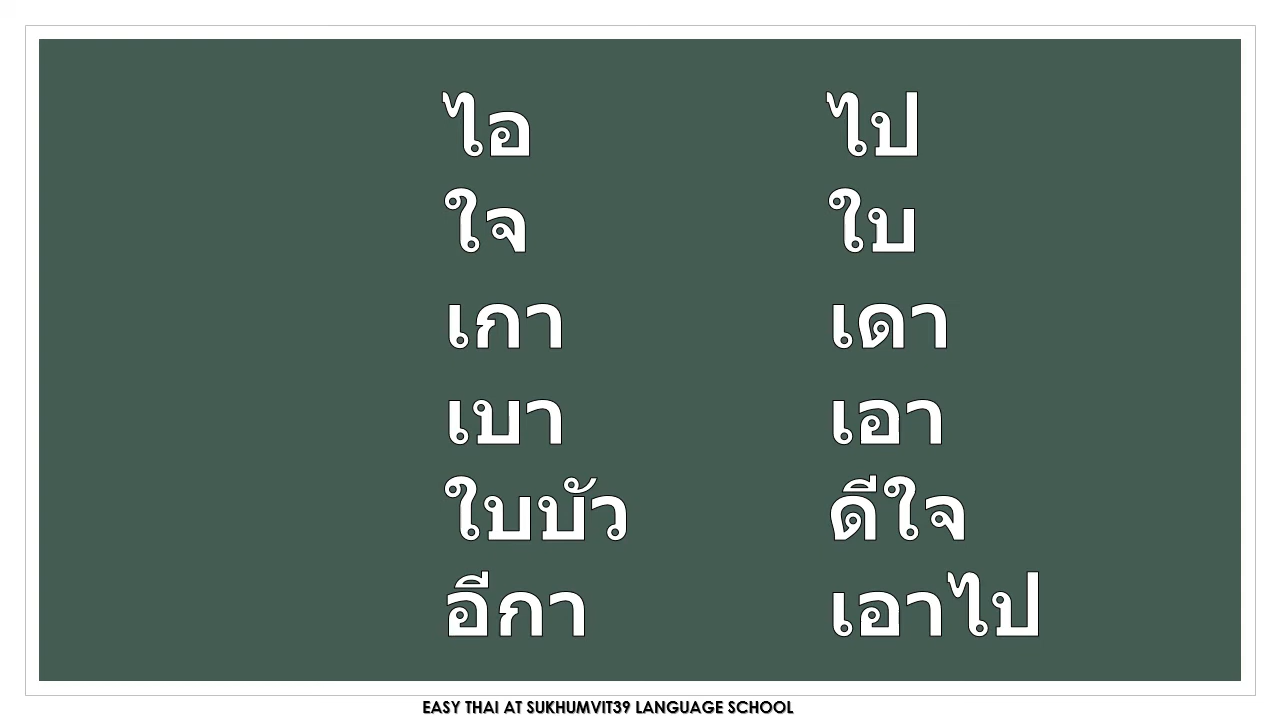 ไอ ไป
ใจ ใบ
เกา เดา
เบา เอา
ใบบัว ดีใจ
อีกา เอาไป
EASY THAI AT SUKHUMVIT39 LANGUAGE SCHOOL